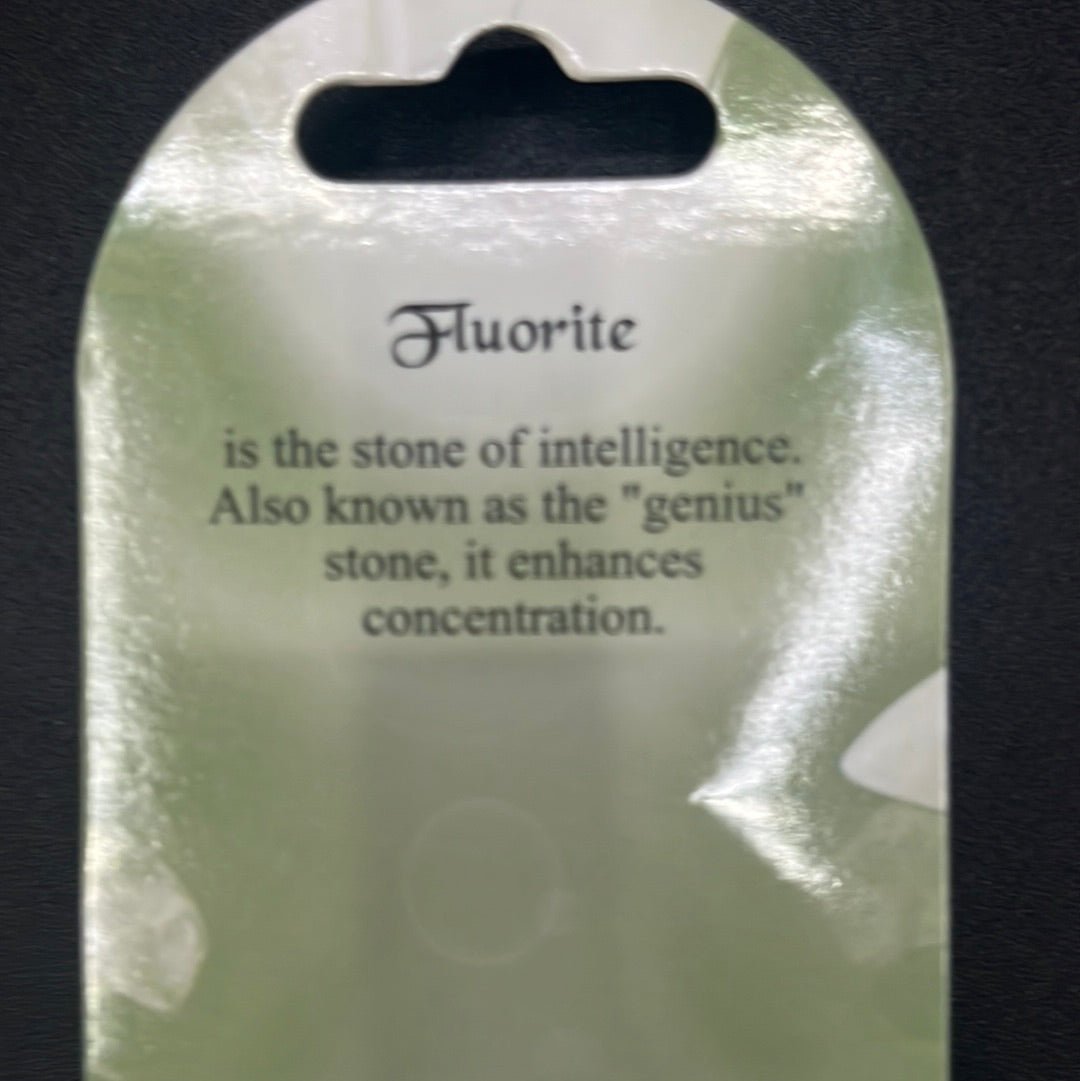 Fluorite
is the stone of intelligence.
Also known as the "genius"
stone, it enhances
concentration.